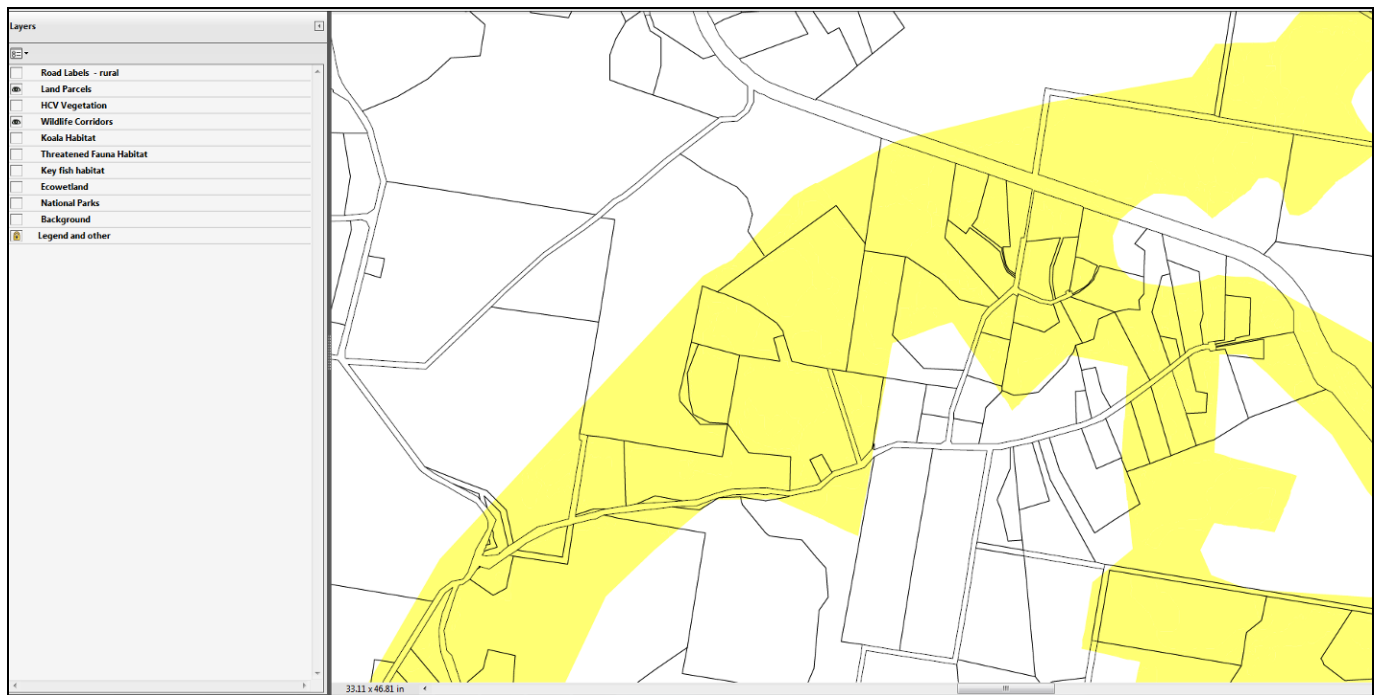 Layers
Road Labels - rural
Land Parcels
HCV Vegetation
Wildlife Corridors
Koala Habitat
Threatened Fauna Habitat
Key fish habitat
Ecowetland
National Parks
Background
Legend and other
33.11 x 46.81 in